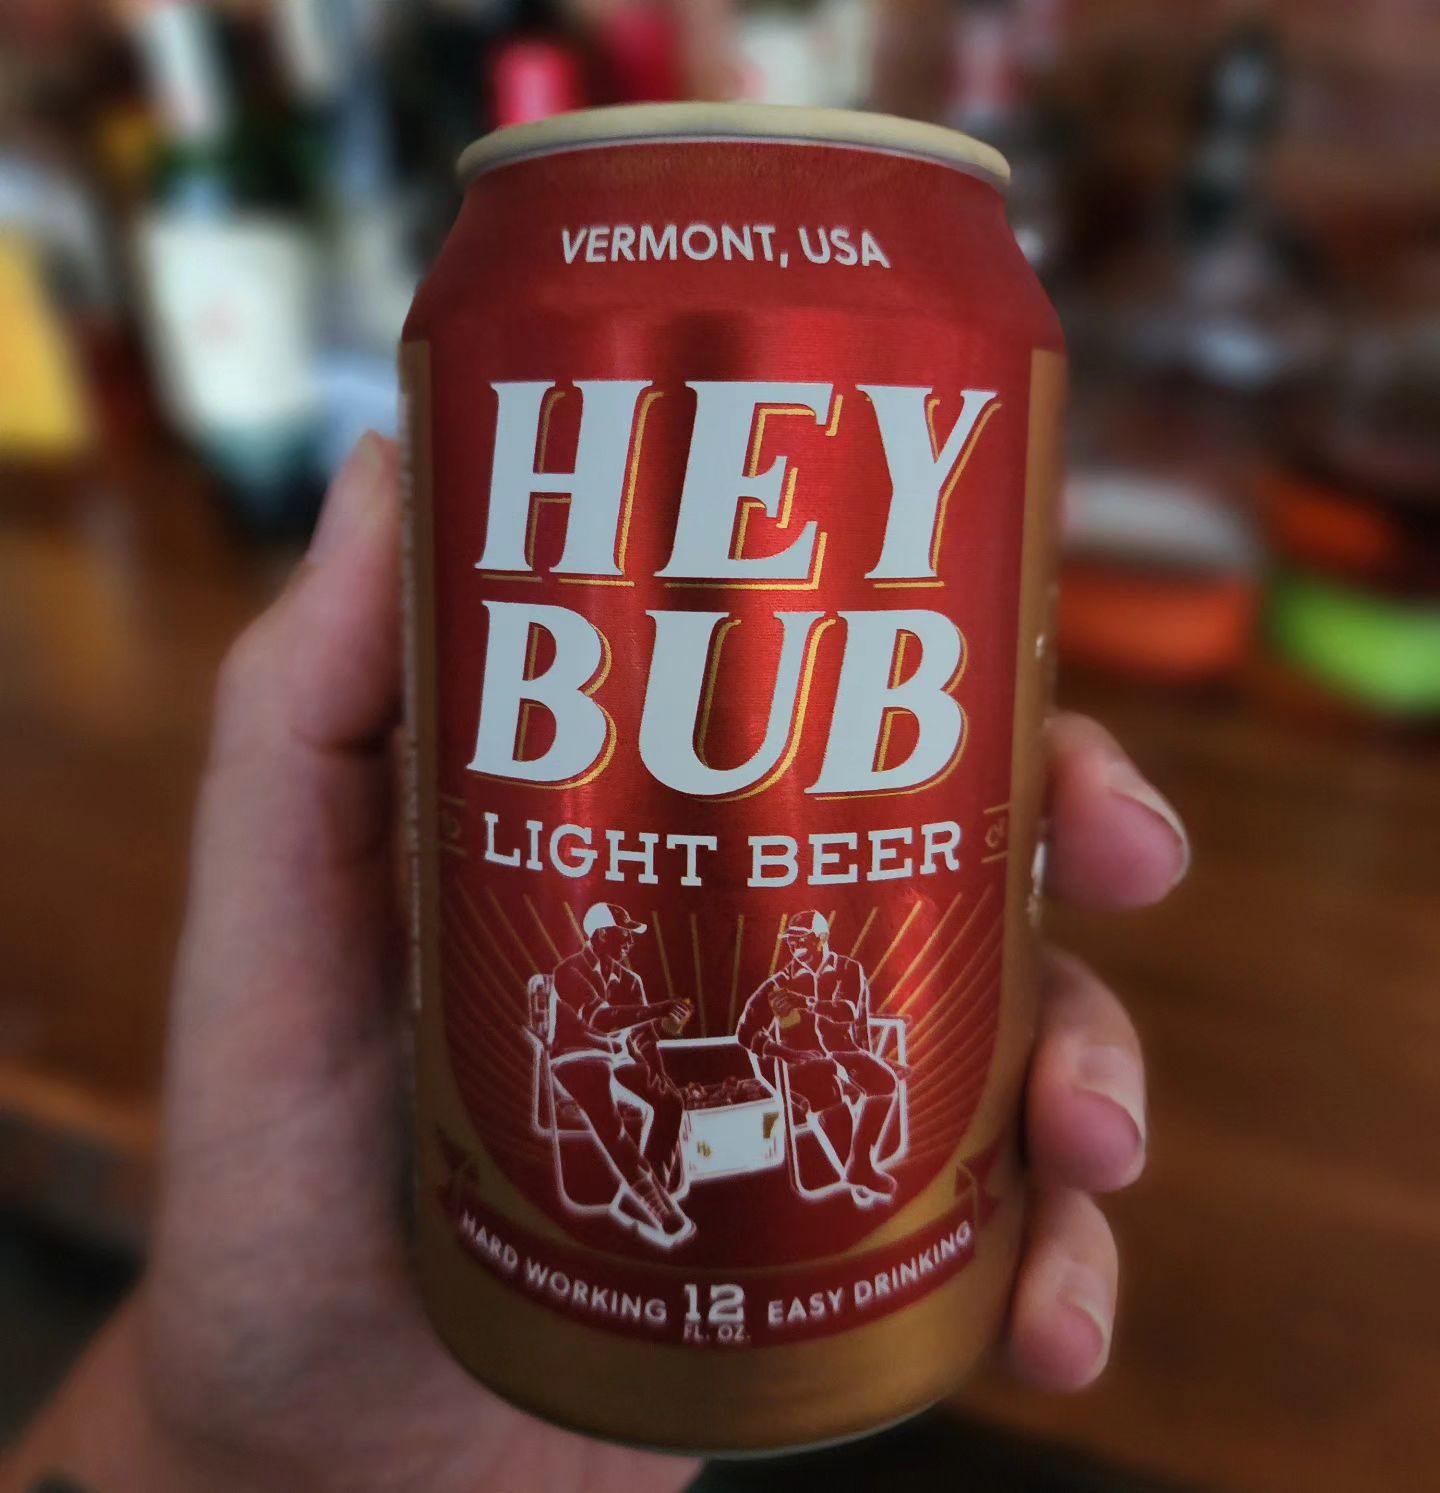 VERMONT, USA
HEY
BUB
LIGHT BEER
HARD WORKING 12 EASY DRINKING
FL. OZ.